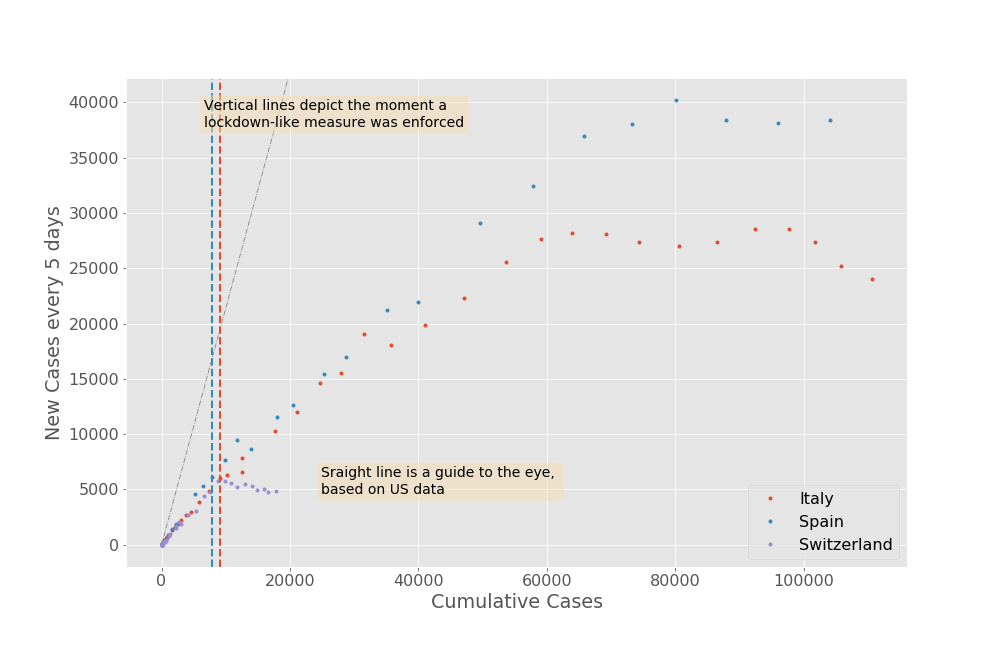 Vertical lines depict the moment a
lockdown-like measure was enforced
40000
35000
30000
25000
20000
15000
10000
5000
0
New Cases every 5 days
Sraight line is a guide to the eye,
based on US data
Italy
Spain
Switzerland
0
20000
40000
60000
80000
100000
Cumulative Cases